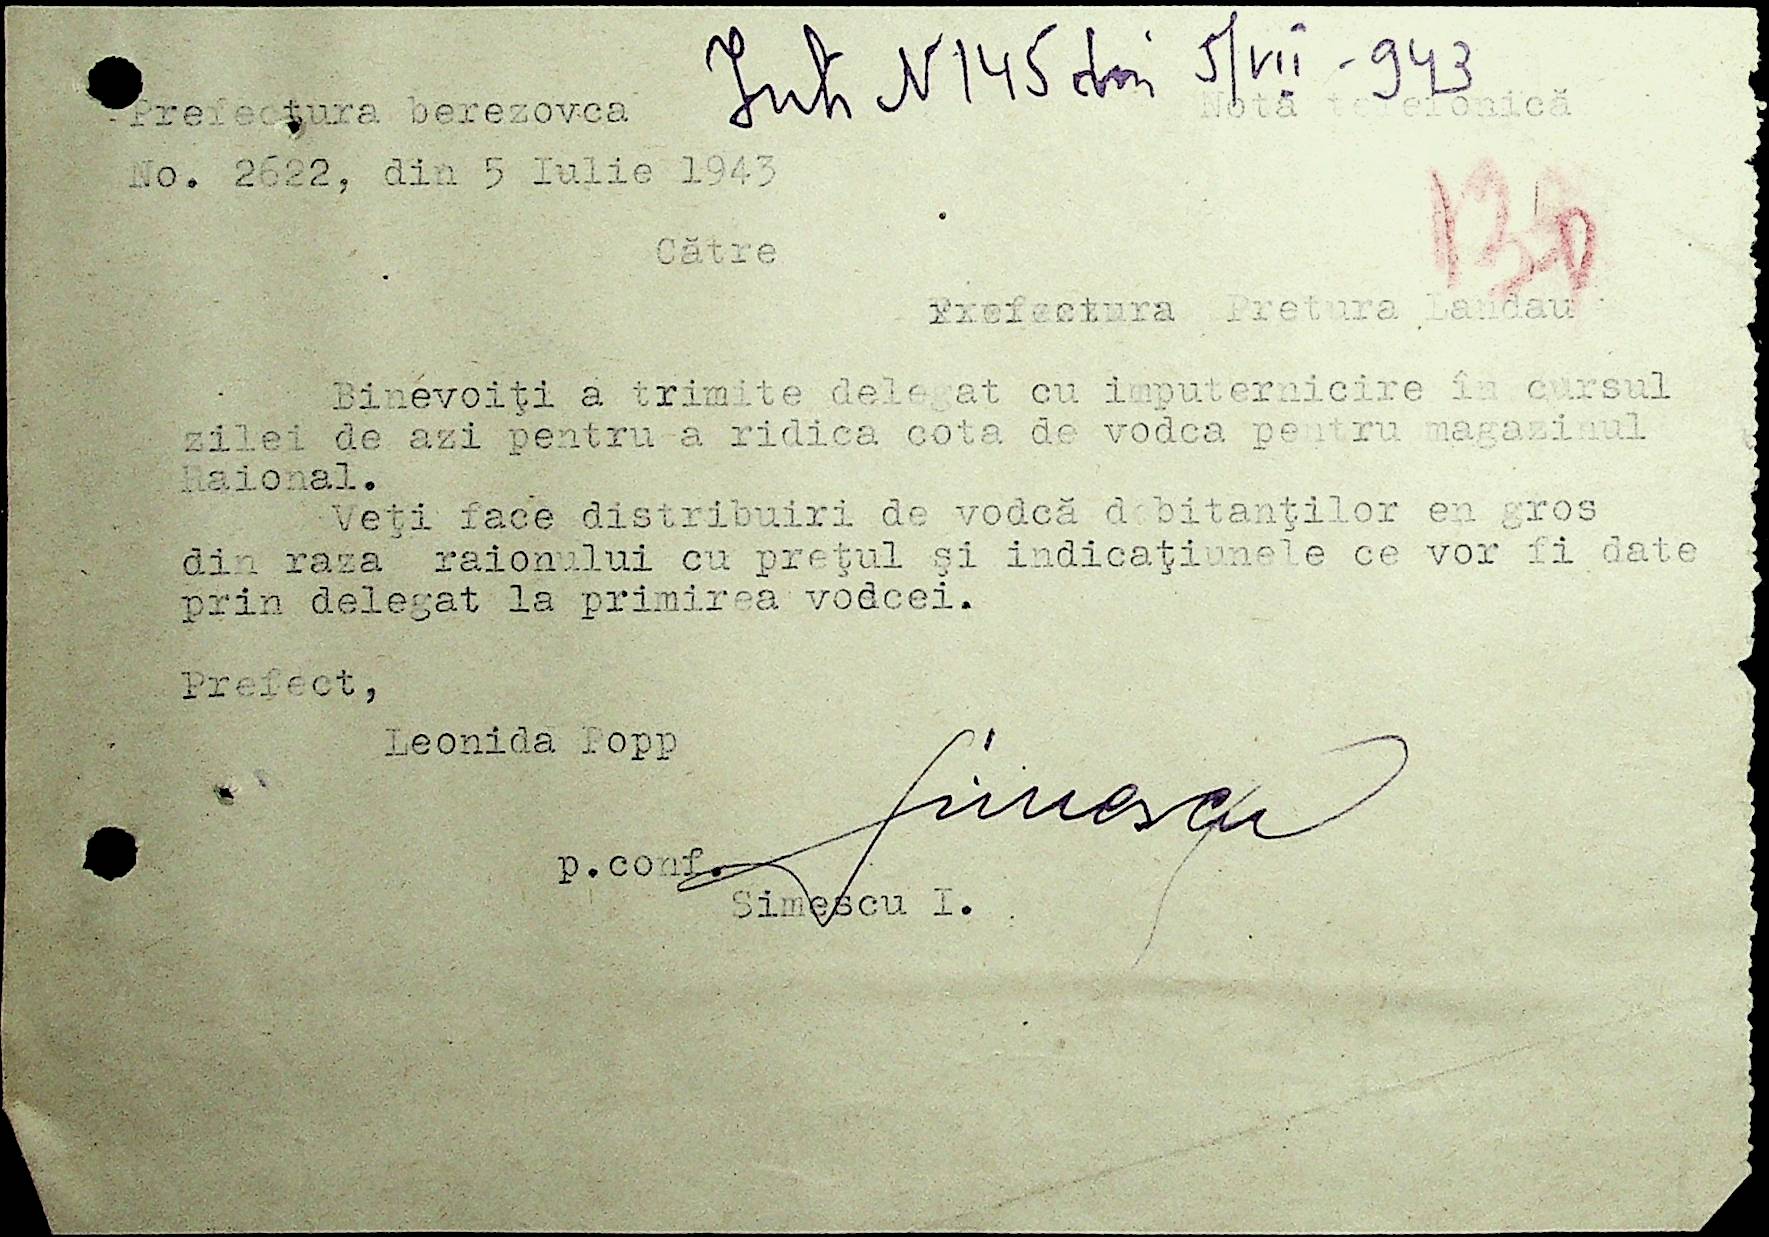 N 145 din 5/VII - 943
Prefectura berezovca Notă telefonică
No. 2622, din 5 Iulie 1943
Către
Prefectura Pretura Landau
Binevoiţi a trimite delegat cu imputernicire în cursul
zilei de azi pentru a ridica cota de vodca pentru magazinul
Raional.
Veţi face distribuiri de vodcă debitanţilor en gros
din raza raionului cu preţul şi indicaţiunele ce vor fi date
prin delegat la primirea vodcei.
Prefect,
Leonida Popp
Simescu
p.conf.
Simescu I.